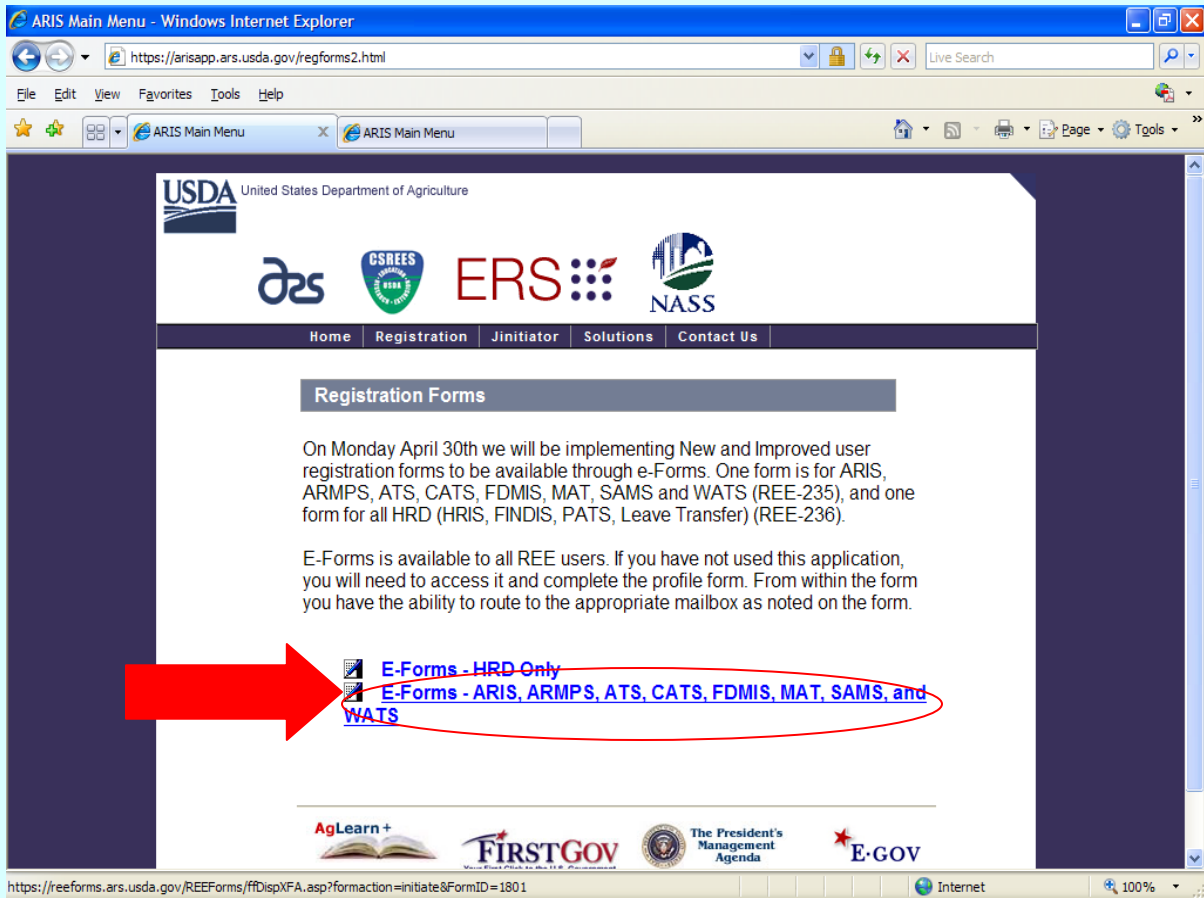 ARIS Main Menu - Windows Internet Explorer
https://arisapp.ars.usda.gov/regforms2.html
Live Search
File Edit View Favorites Tools Help
ARIS Main Menu
ARIS Main Menu
Page
Tools
USDA United States Department of Agriculture
ars
CSREES
USDA
ERS
NASS
Home Registration Jinitiator Solutions Contact Us
Registration Forms
On Monday April 30th we will be implementing New and Improved user
registration forms to be available through e-Forms. One form is for ARIS,
ARMPS, ATS, CATS, FDMIS, MAT, SAMS and WATS (REE-235), and one
form for all HRD (HRIS, FINDIS, PATS, Leave Transfer) (REE-236).
E-Forms is available to all REE users. If you have not used this application,
you will need to access it and complete the profile form. From within the form
you have the ability to route to the appropriate mailbox as noted on the form.
E-Forms - HRD Only
E-Forms - ARIS, ARMPS, ATS, CATS, FDMIS, MAT, SAMS, and
WATS
AgLearn+
FIRSTGOV
Your First Click to the U.S. Government
The President's
Management
Agenda
E·GOV
https://reeforms.ars.usda.gov/REEForms/ffDispXFA.asp?formaction=initiate&FormID=1801
Internet
100%